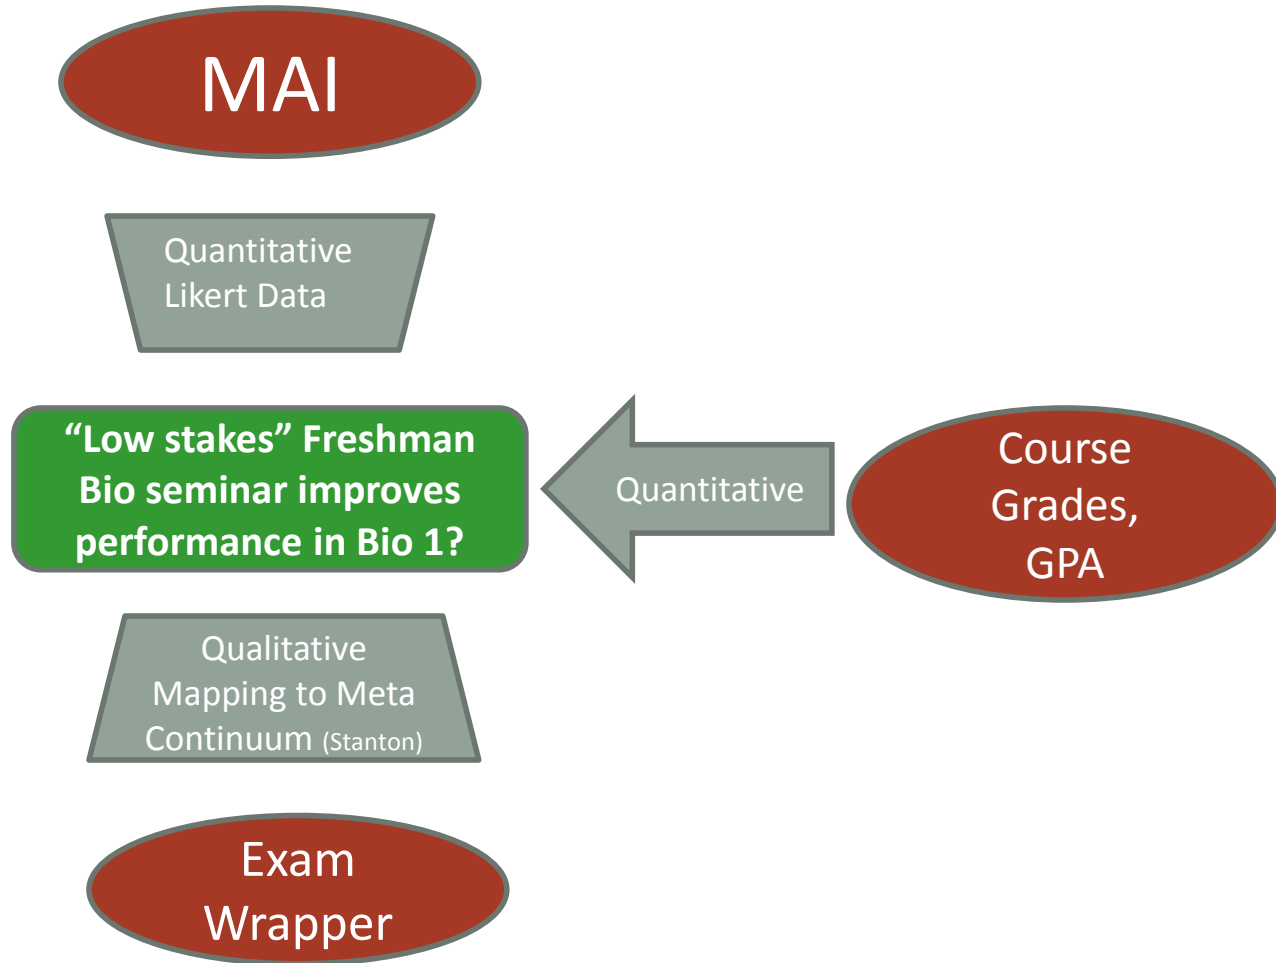 MAI
Quantitative
Likert Data
“Low stakes” Freshman
Bio seminar improves
performance in Bio 1?
Quantitative
Course
Grades,
GPA
Qualitative
Mapping to Meta
Continuum (Stanton)
Exam
Wrapper